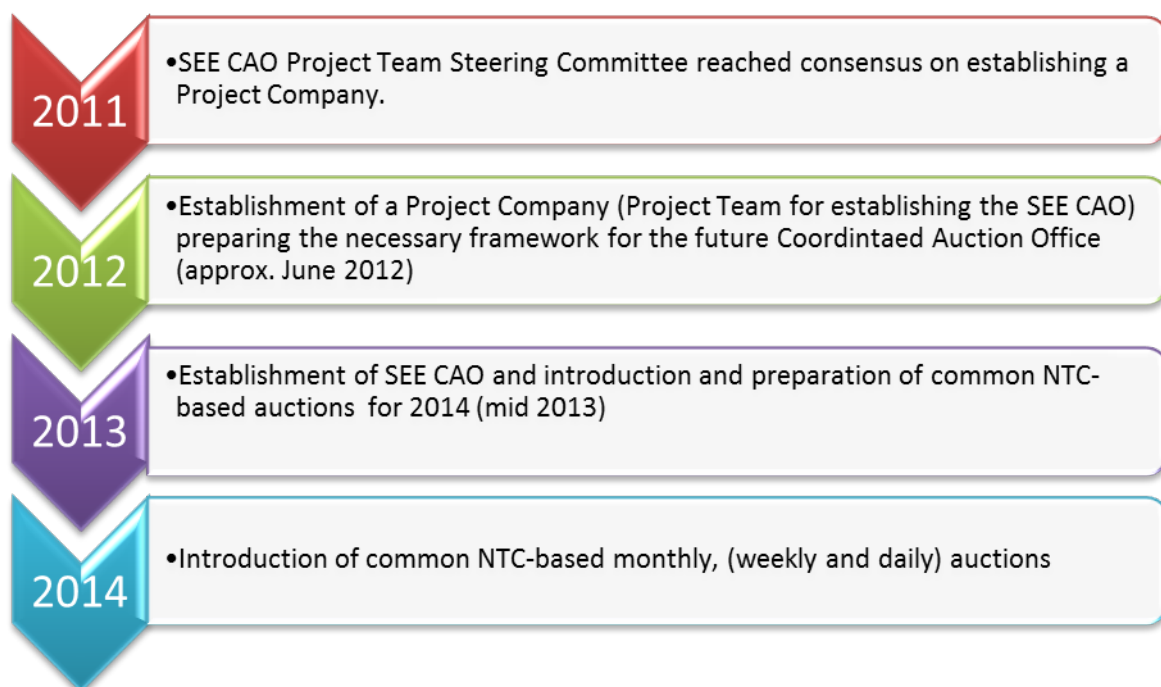 2011
•SEE CAO Project Team Steering Committee reached consensus on establishing a
Project Company.
2012
•Establishment of a Project Company (Project Team for establishing the SEE CAO)
preparing the necessary framework for the future Coordintaed Auction Office
(approx. June 2012)
2013
•Establishment of SEE CAO and introduction and preparation of common NTC-
based auctions for 2014 (mid 2013)
2014
•Introduction of common NTC-based monthly, (weekly and daily) auctions